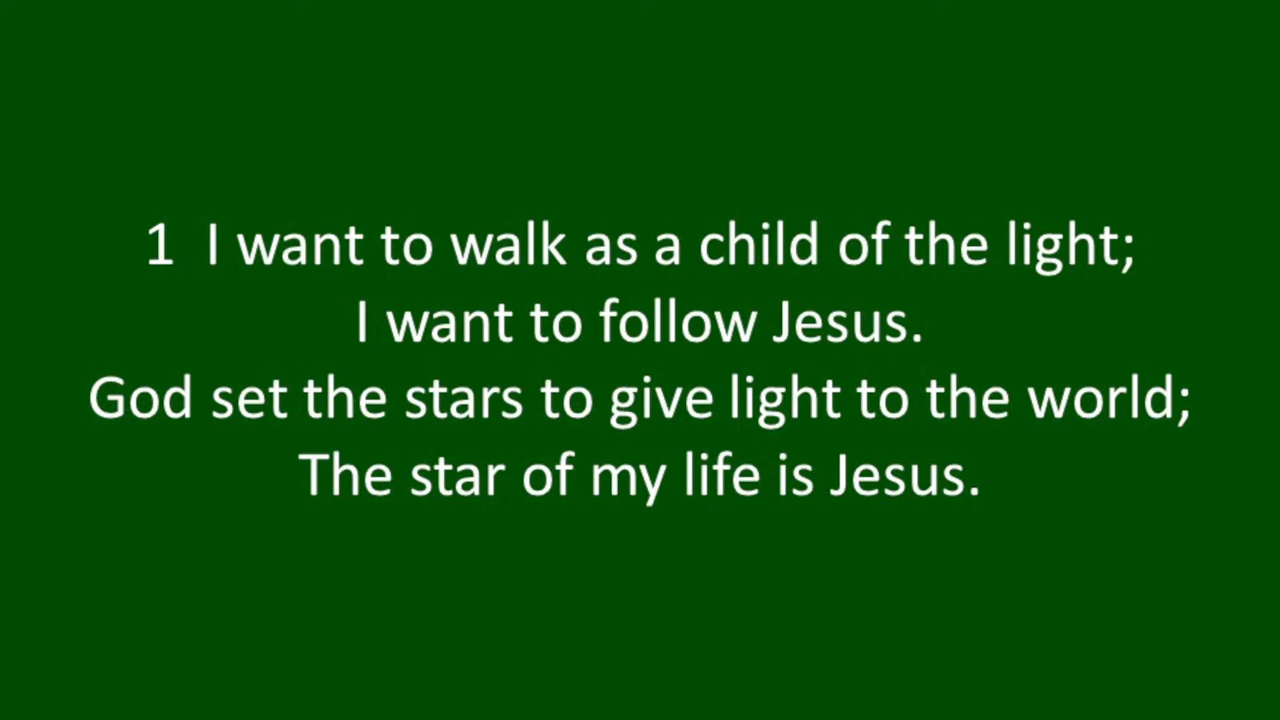 1 I want to walk as a child of the light;
I want to follow Jesus.
God set the stars to give light to the world;
The star of my life is Jesus.